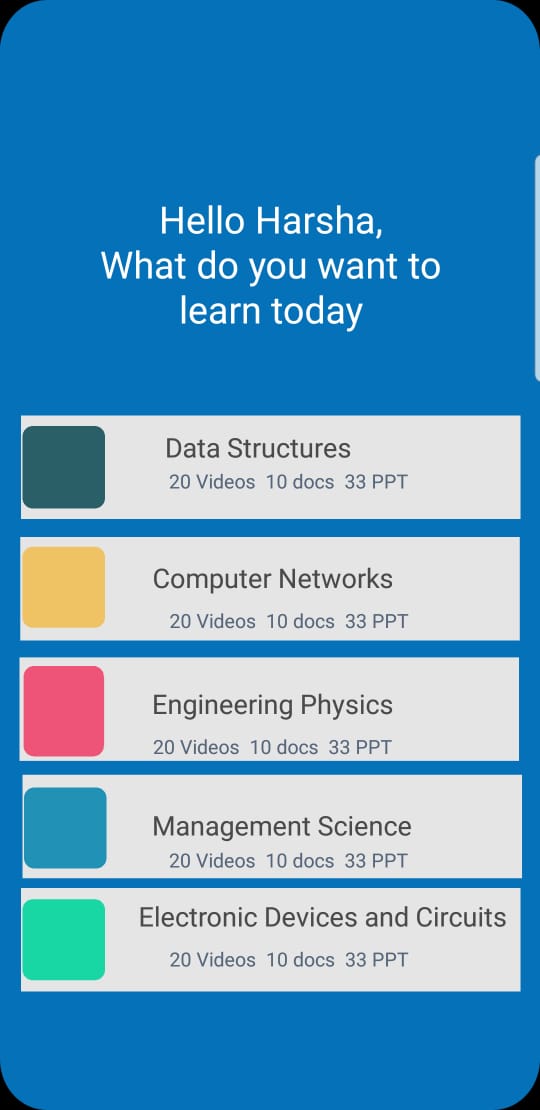 Hello Harsha,
What do you want to
learn today
Data Structures
20 Videos 10 docs 33 PPT
Computer Networks
20 Videos 10 docs 33 PPT
Engineering Physics
20 Videos 10 docs 33 PPT
Management Science
20 Videos 10 docs 33 PPT
Electronic Devices and Circuits
20 Videos 10 docs 33 PPT